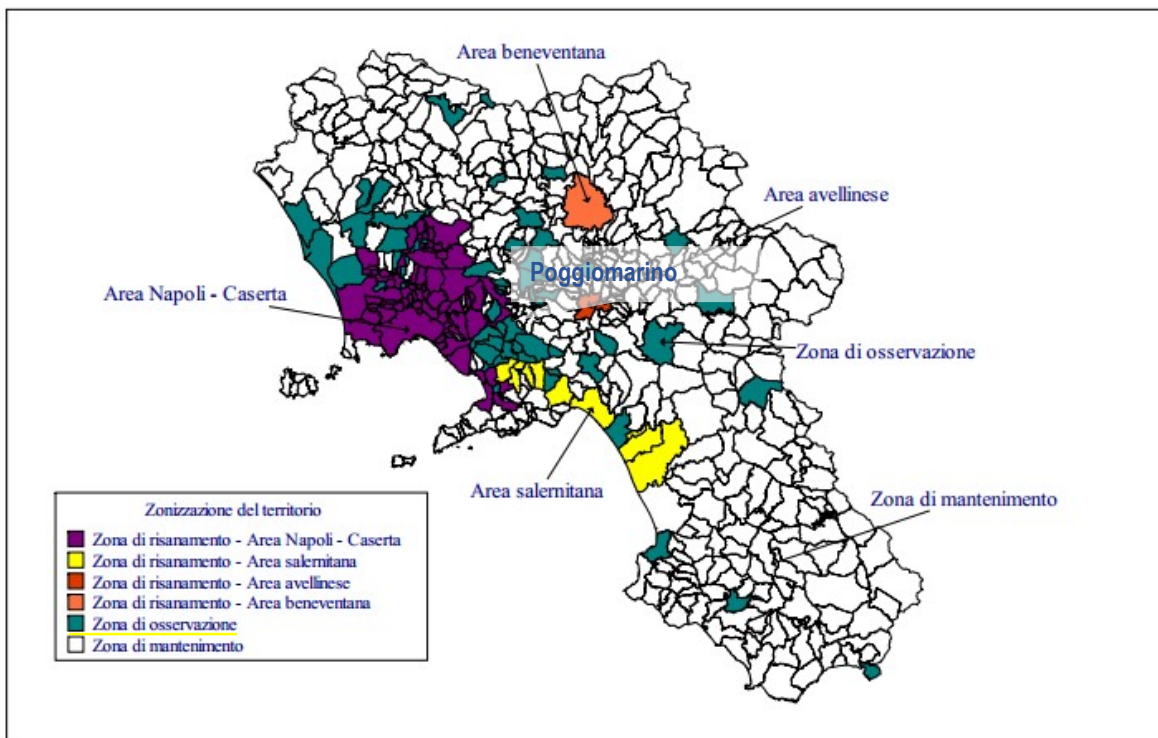 Area beneventana
Area avellinese
Poggiomarino
Area Napoli - Caserta
Zona di osservazione
Area salernitana
Zona di mantenimento
Zonizzazione del territorio
Zona di risanamento - Area Napoli - Caserta
Zona di risanamento - Area salernitana
Zona di risanamento - Area avellinese
Zona di risanamento - Area beneventana
Zona di osservazione
Zona di mantenimento